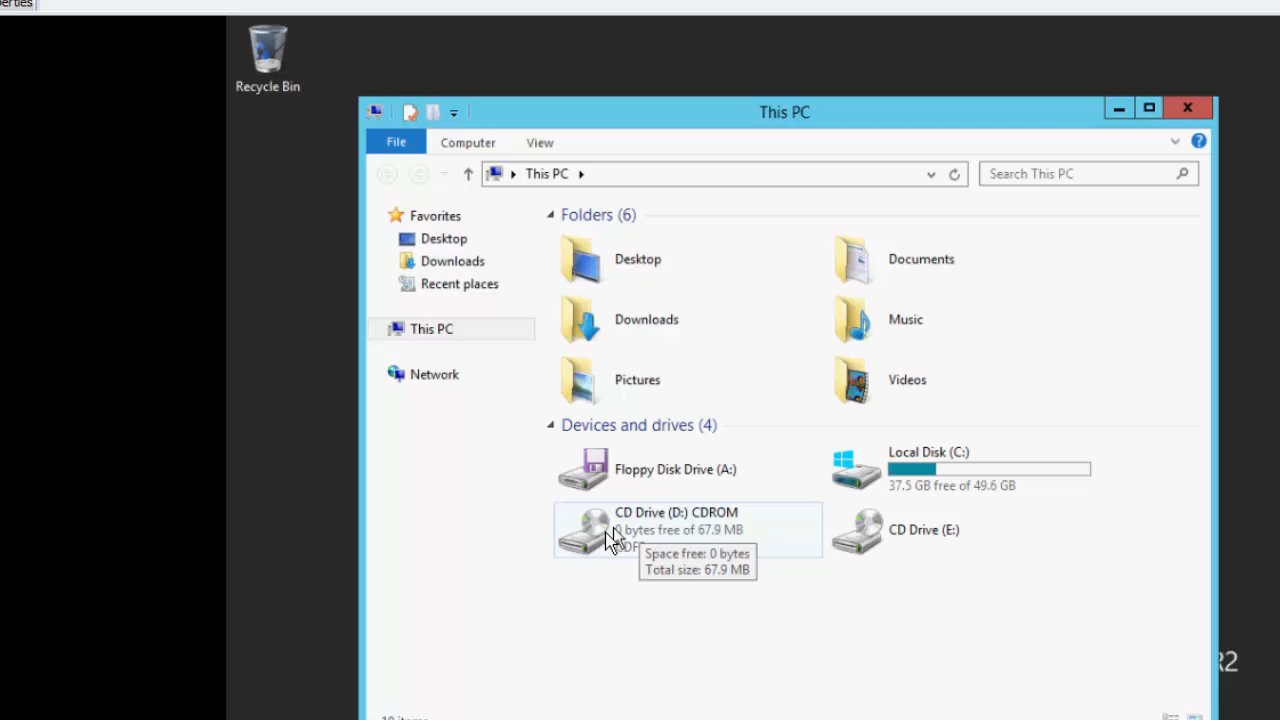 erties
Recycle Bin
This PC
File Computer View
This PC
Search This PC
Favorites
Desktop
Downloads
Recent places
This PC
Network
Folders (6)
Desktop
Documents
Downloads
Music
Pictures
Videos
Devices and drives (4)
Floppy Disk Drive (A:)
Local Disk (C:)
37.5 GB free of 49.6 GB
CD Drive (D:) CDROM
0 bytes free of 67.9 MB
CD Drive (E:)
Space free: 0 bytes
Total size: 67.9 MB
R2